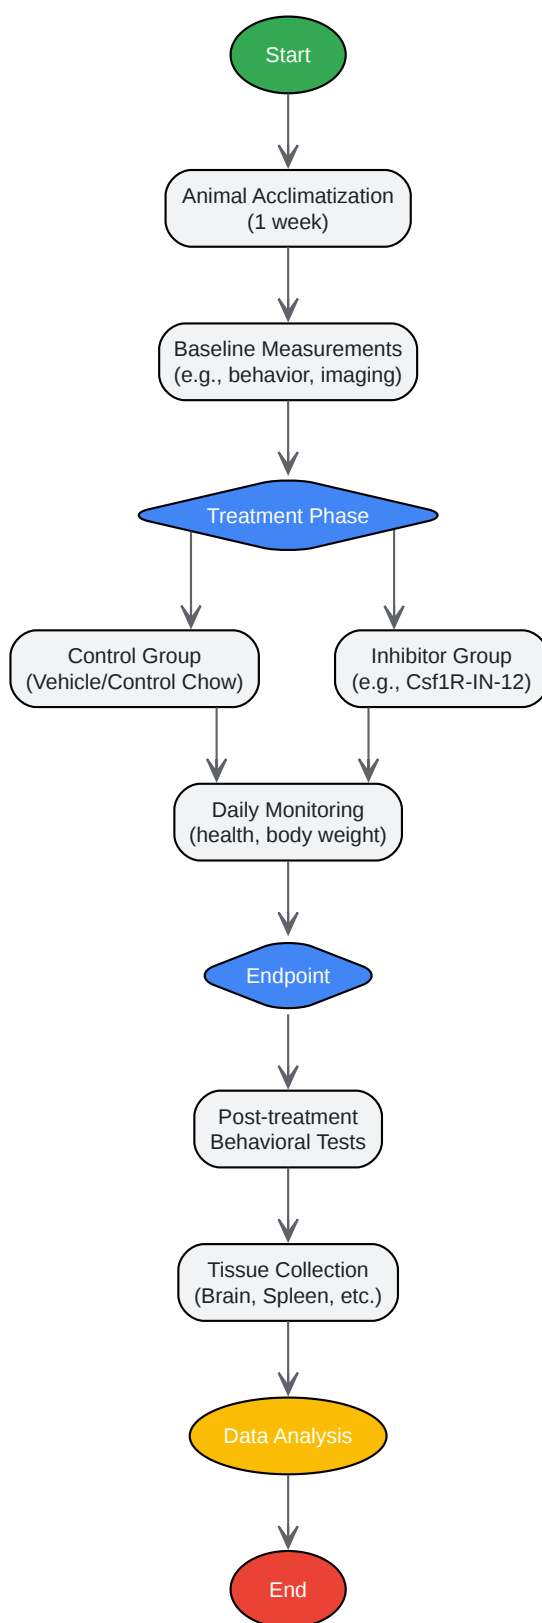 Start
Animal Acclimatization
(1 week)
Baseline Measurements
(e.g., behavior, imaging)
Treatment Phase
Control Group
(Vehicle/Control Chow)
Inhibitor Group
(e.g., Csf1R-IN-12)
Daily Monitoring
(health, body weight)
Endpoint
Post-treatment
Behavioral Tests
Tissue Collection
(Brain, Spleen, etc.)
Data Analysis
End